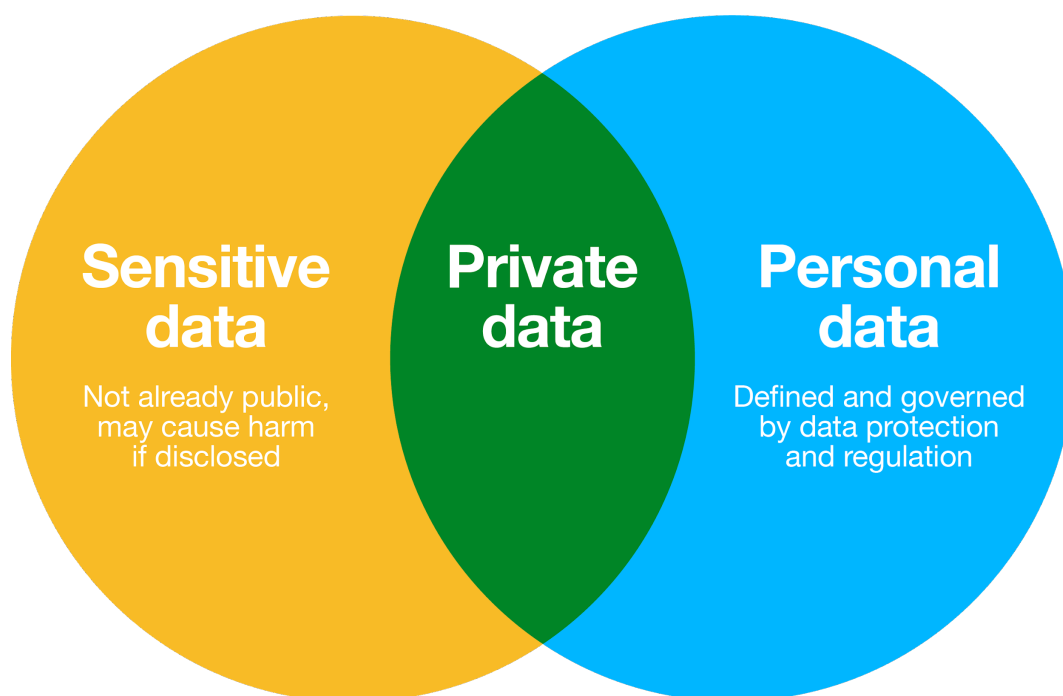 Sensitive
data
Not already public,
may cause harm
if disclosed
Private
data
Personal
data
Defined and governed
by data protection
and regulation